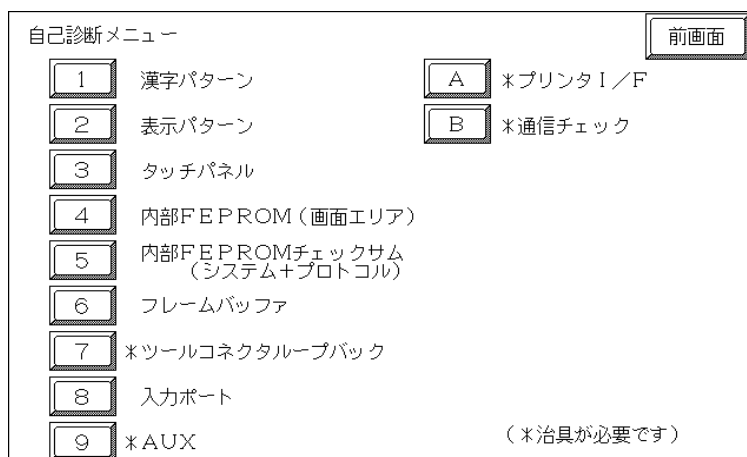 自己診断メニュー
前画面
1 漢字パターン
A *プリンタI/F
2 表示パターン
B *通信チェック
3 タッチパネル
4 内部FEPROM(画面エリア)
5 内部FEPROMチェックサム
(システム+プロトコル)
6 フレームバッファ
7 *ツールコネクタループバック
8 入力ポート
9 *AUX
(*治具が必要です)